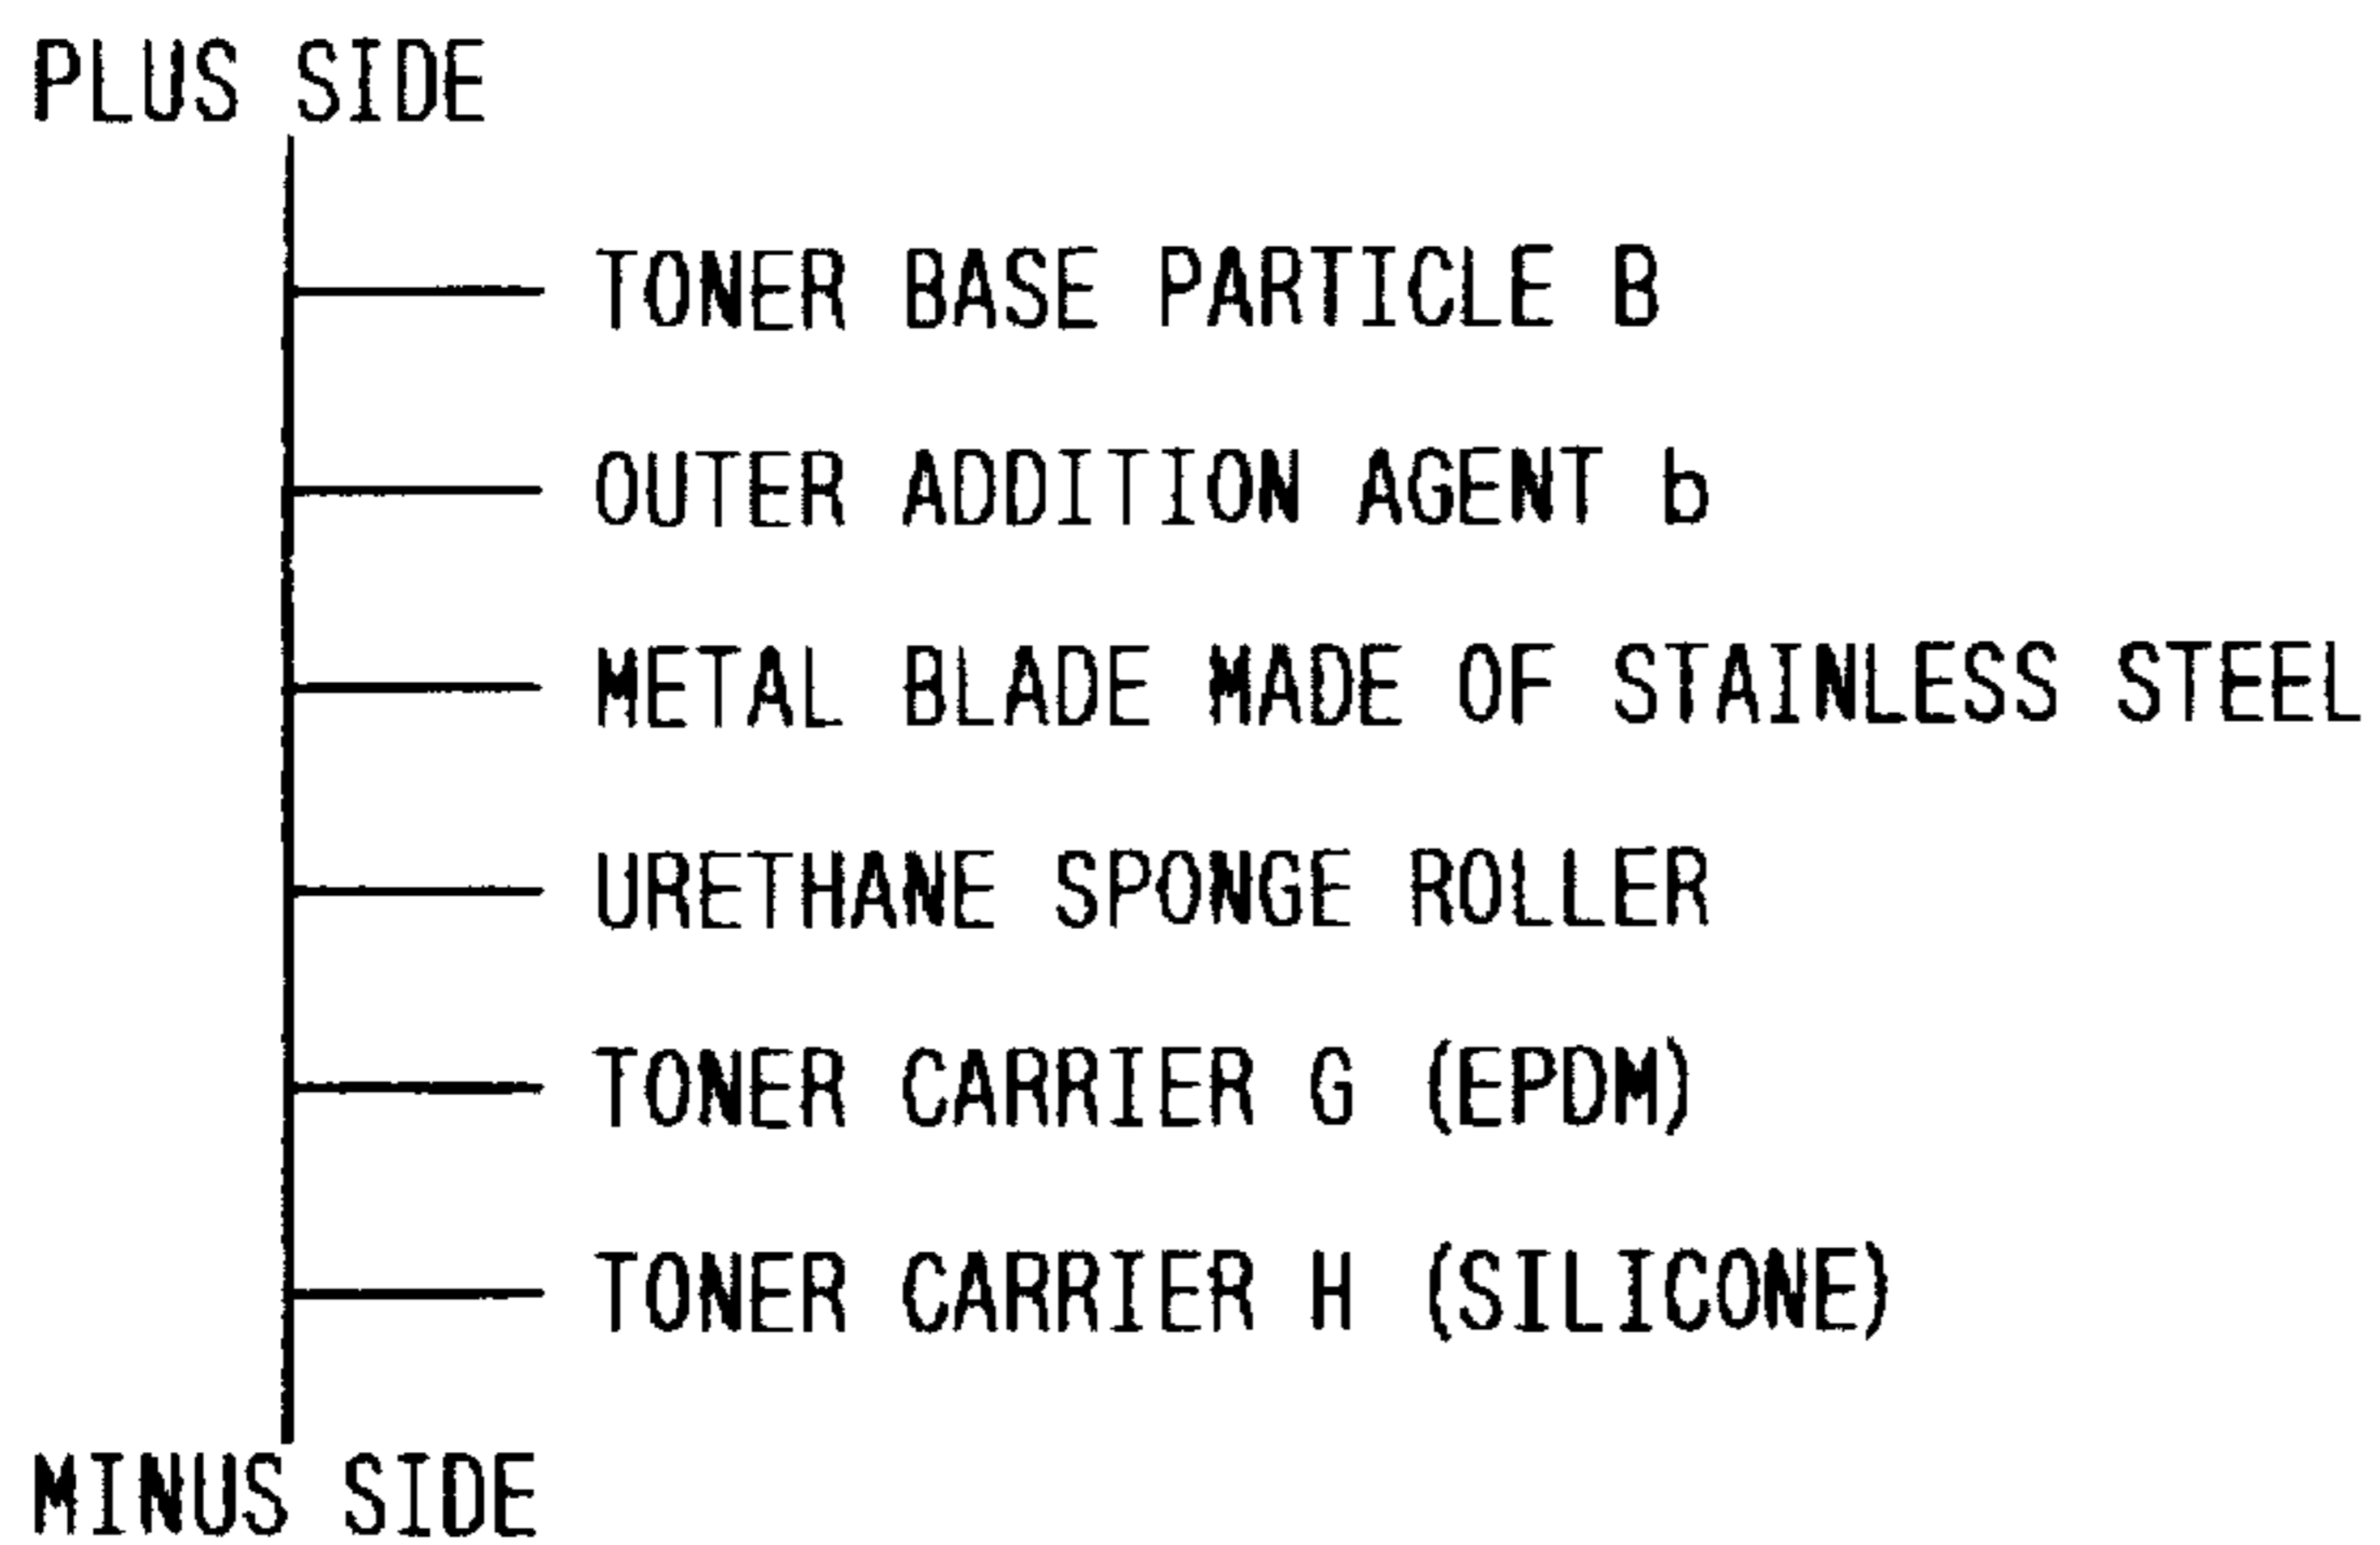 PLUS SIDE
TONER BASE PARTICLE B
OUTER ADDITION AGENT b
METAL BLADE MADE OF STAINLESS STEEL
URETHANE SPONGE ROLLER
TONER CARRIER G (EPDM)
TONER CARRIER H (SILICONE)
MINUS SIDE